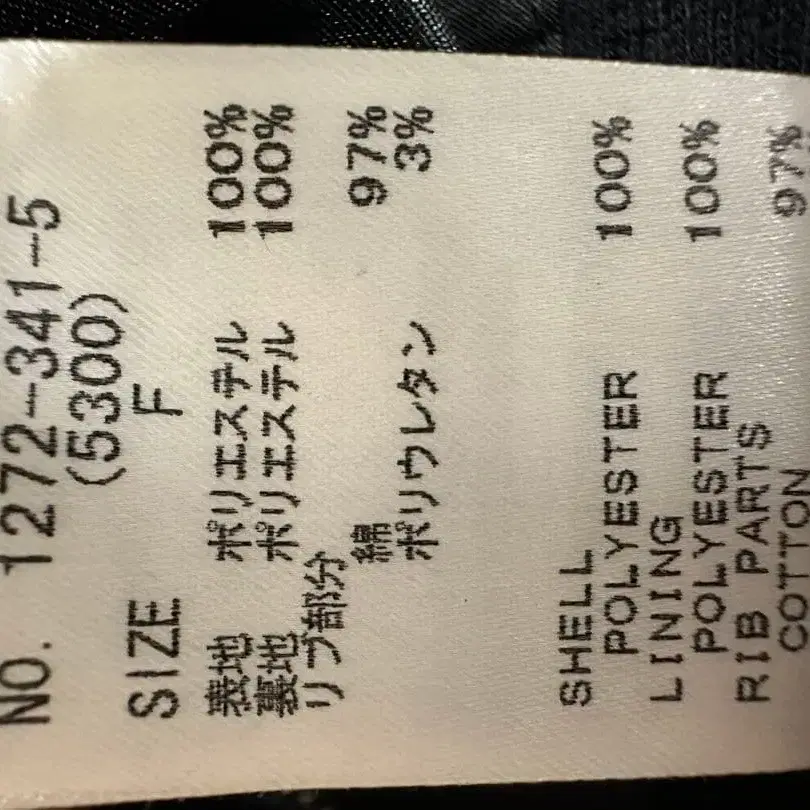 NO. 1272-341-5
(5300)
SIZE F
表地 ポリエステル 100%
裏地 ポリエステル 100%
リブ部分
綿 97%
ポリウレタン 3%
SHELL
POLYESTER 100%
LINING
POLYESTER 100%
RIB PARTS
COTTON 97%